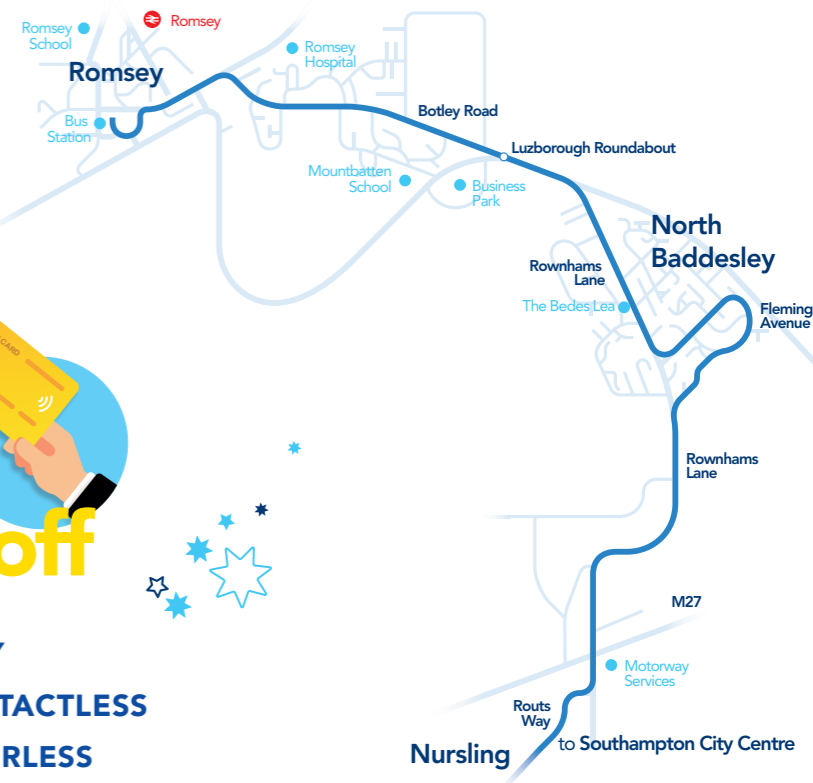 Romsey
Romsey
School
Romsey
Romsey
Hospital
Bus
Station
Botley Road
Luzborough Roundabout
Mountbatten
School
Business
Park
North
Baddesley
Rownhams
Lane
The Bedes Lea
Fleming
Avenue
CARD
off
Rownhams
Lane
M27
Motorway
Services
TACTLESS
Routs
Way
RLESS
Nursling
to Southampton City Centre